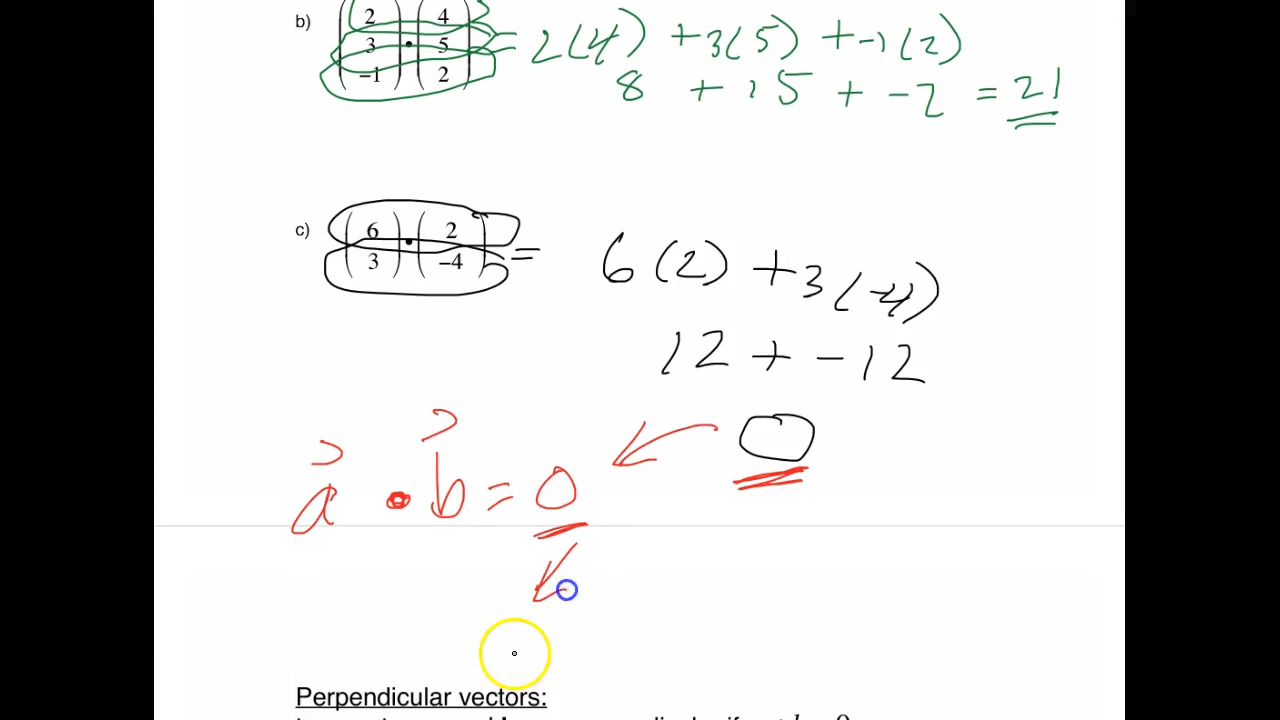 b) (2 3 −1) • (4 5 2) = 2(4) +3(5) +-1(2)
8 + 15 + -2 = 21
c) (6 3) • (2 −4) = 6(2) +3(-4)
12 + -12
0
a • b = 0
Perpendicular vectors: